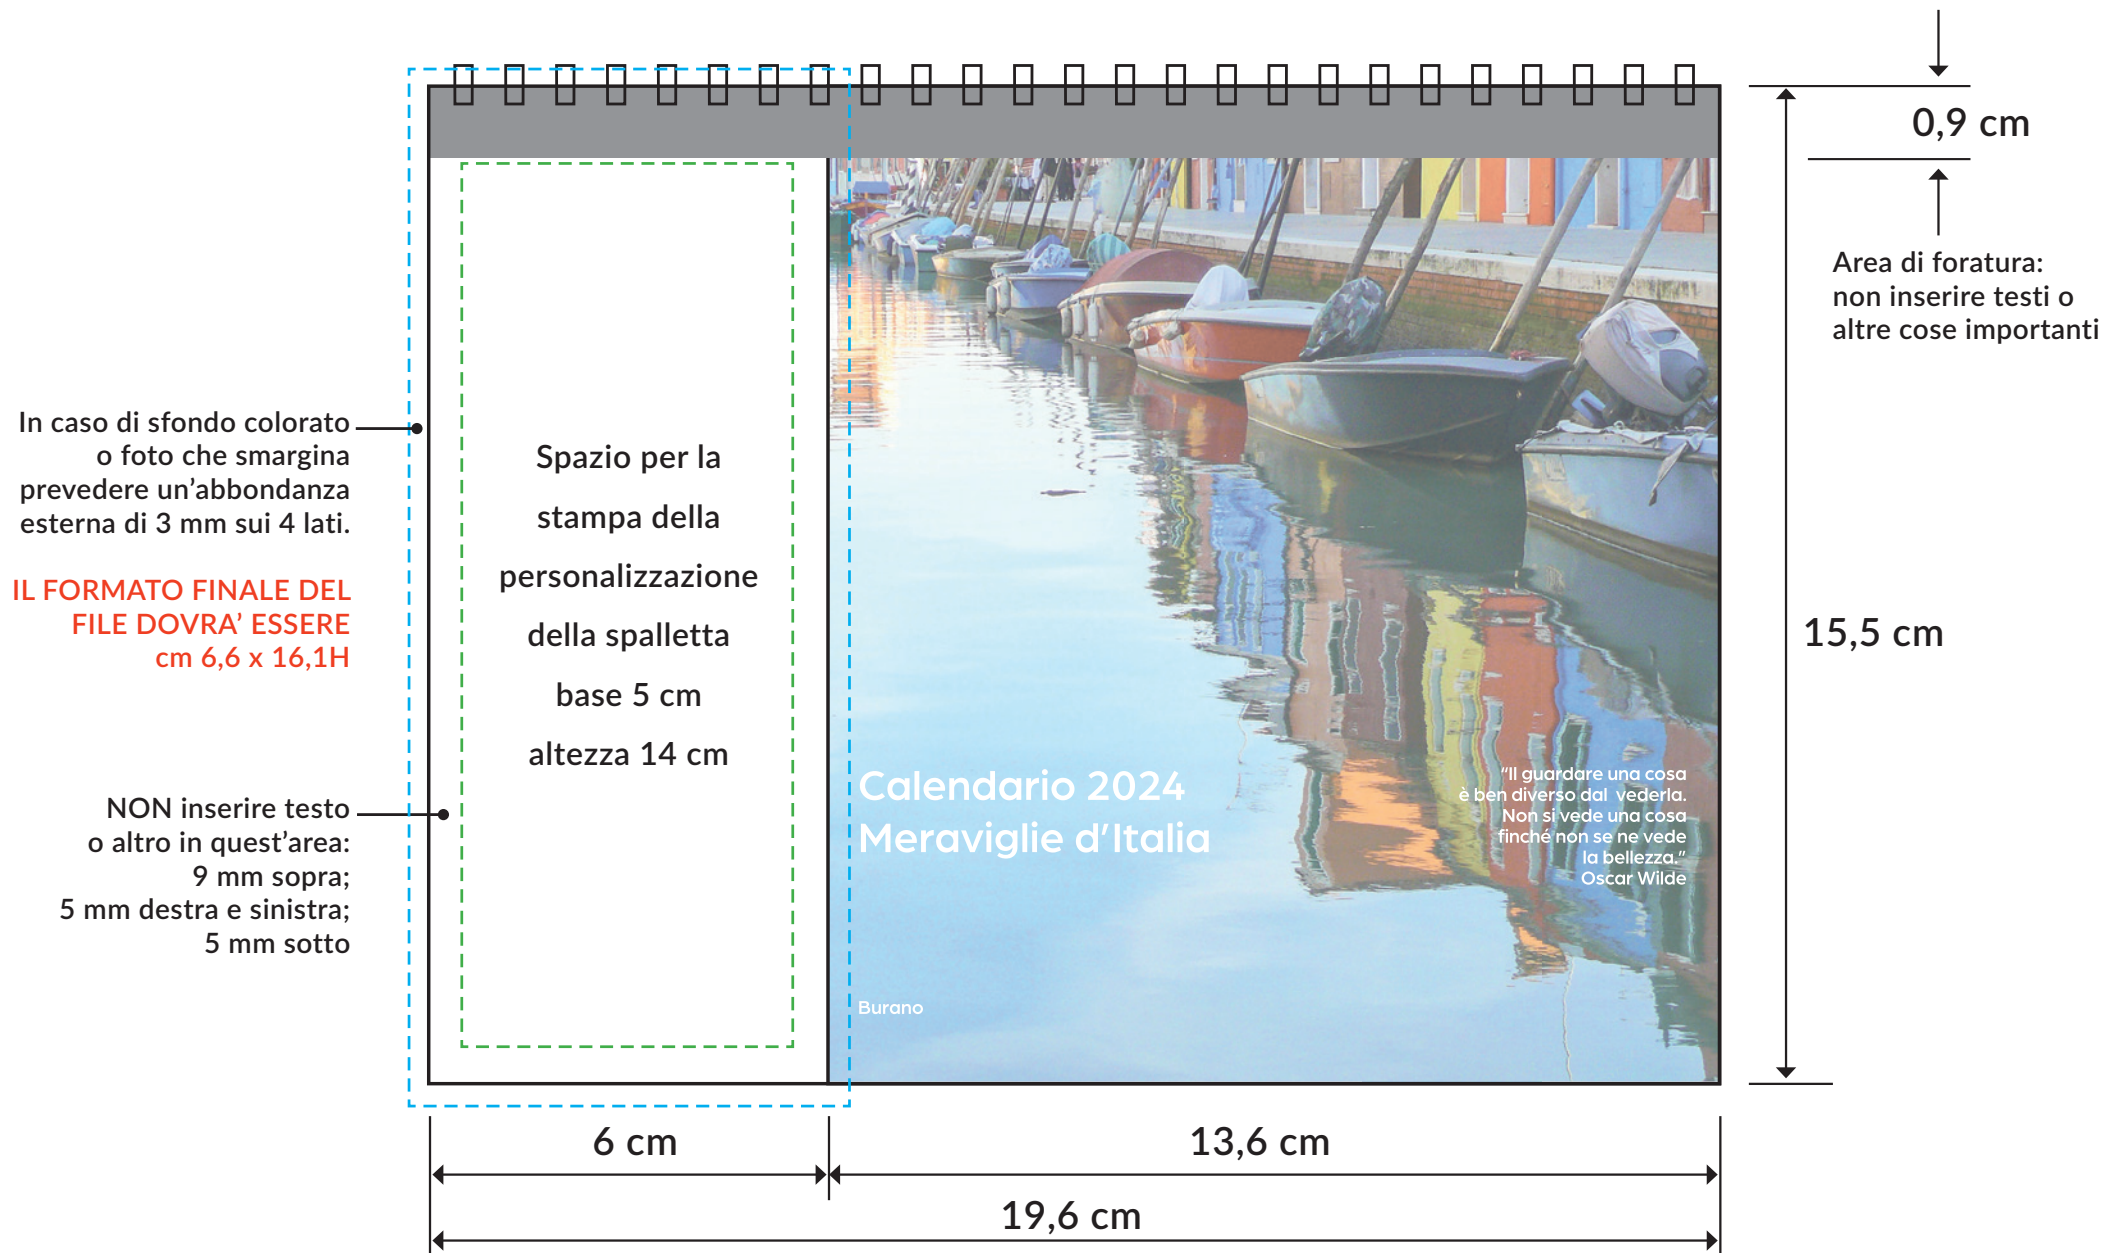 0,9 cm
Area di foratura:
non inserire testi o
altre cose importanti
In caso di sfondo colorato
o foto che smargina
prevedere un’abbondanza
esterna di 3 mm sui 4 lati.
IL FORMATO FINALE DEL
FILE DOVRA’ ESSERE
cm 6,6 x 16,1H
NON inserire testo
o altro in quest’area:
9 mm sopra;
5 mm destra e sinistra;
5 mm sotto
Spazio per la
stampa della
personalizzazione
della spalletta
base 5 cm
altezza 14 cm
Calendario 2024
Meraviglie d’Italia
“Il guardare una cosa
è ben diverso dal  vederla.
Non si vede una cosa
finché non se ne vede
la bellezza.”
Oscar Wilde
Burano
15,5 cm
6 cm
13,6 cm
19,6 cm